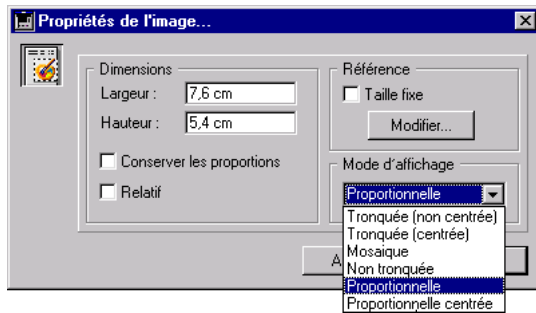 Propriétés de l'image...
Dimensions
Largeur :
7,6 cm
Hauteur :
5,4 cm
Conserver les proportions
Relatif
Référence
Taille fixe
Modifier...
Mode d'affichage
Proportionnelle
Tronquée (non centrée)
Tronquée (centrée)
Mosaique
Non tronquée
Proportionnelle
Proportionnelle centrée